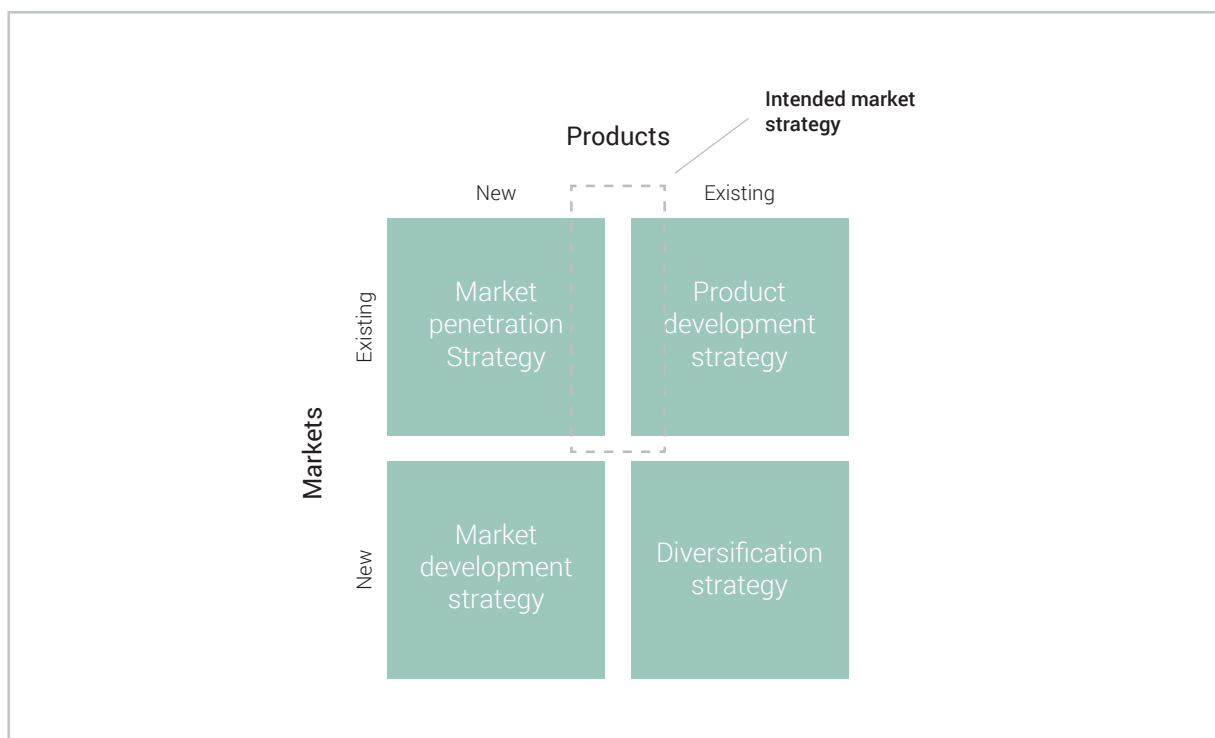 Intended market
strategy
Products
New
Existing
Existing
Market
penetration
Strategy
Product
development
strategy
Markets
New
Market
development
strategy
Diversification
strategy